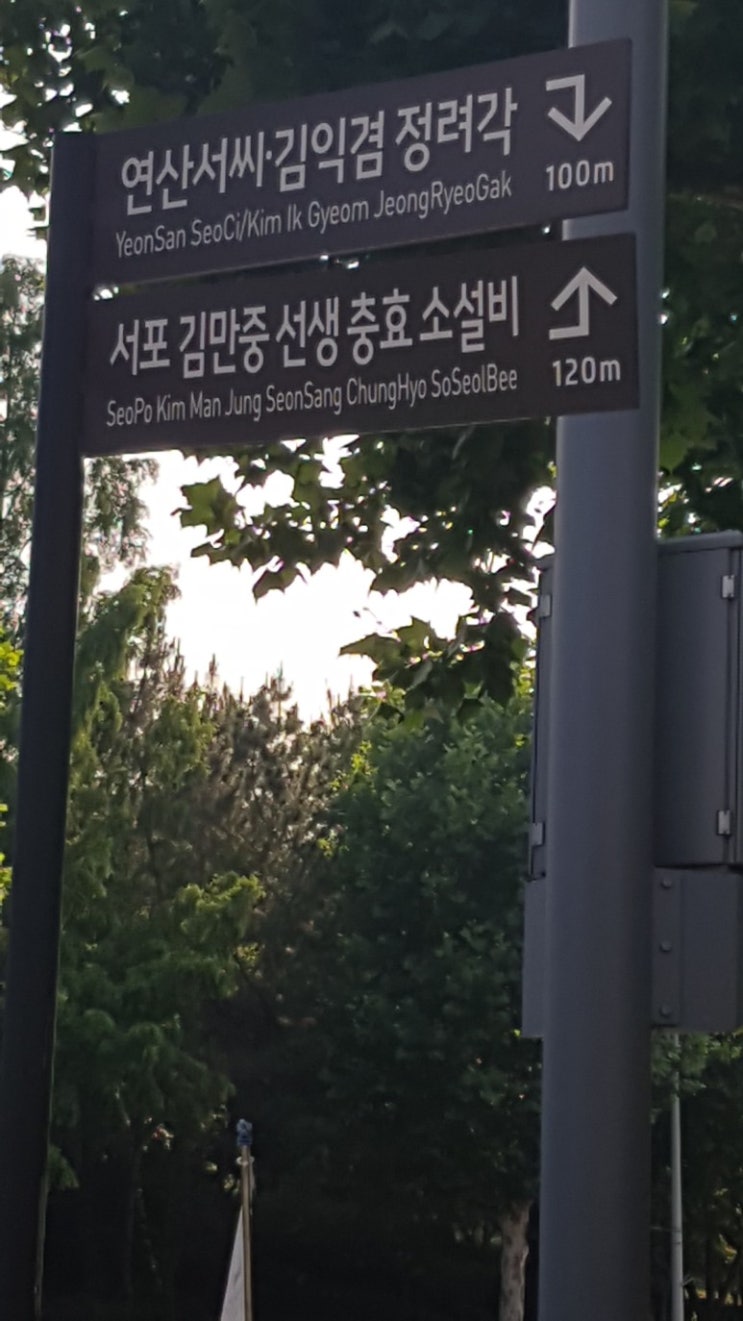 연산서씨·김익겸 정려각
YeonSan SeoCi/Kim Ik Gyeom JeongRyeoGak
100m
서포 김만중 선생 충효 소설비
SeoPo Kim Man Jung SeonSang ChungHyo SoSeolBee
120m